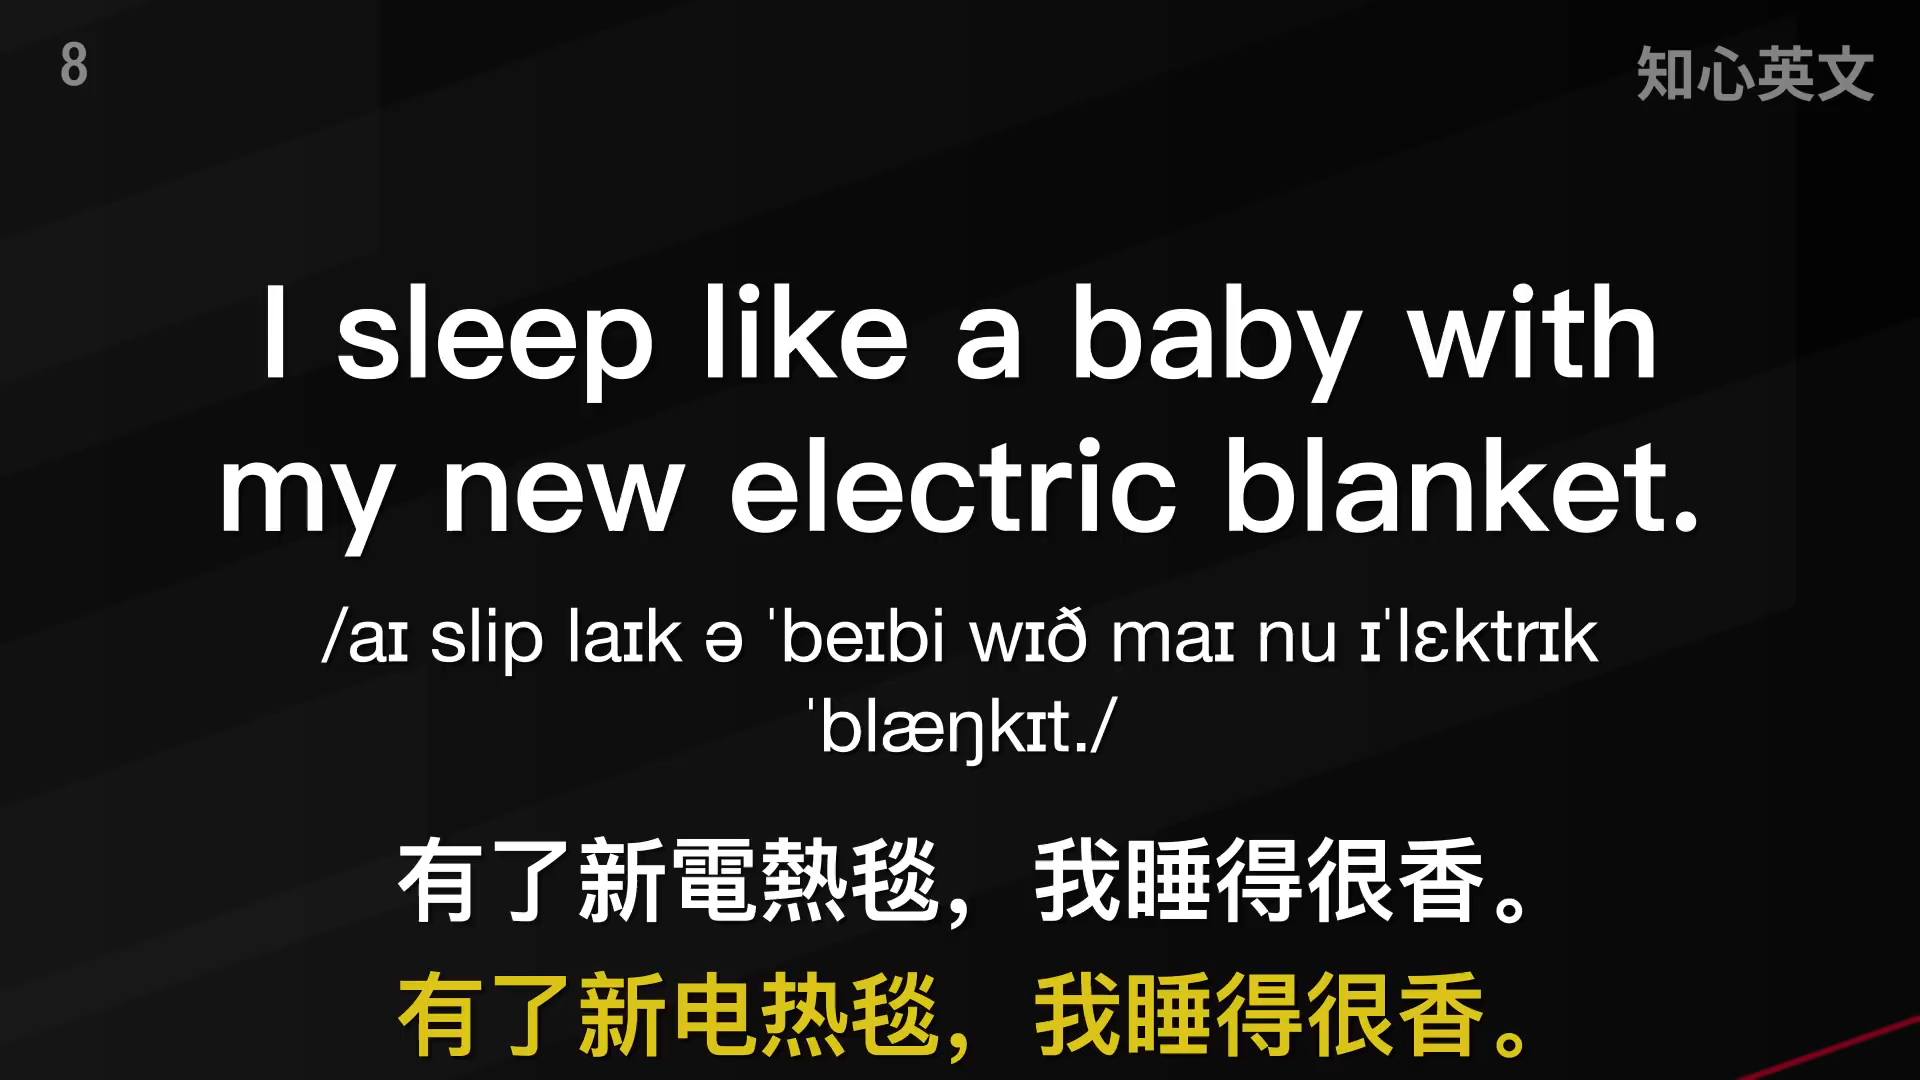 8
知心英文
I sleep like a baby with
my new electric blanket.
/aɪ slip laɪk ə ˈbeɪbi wɪð maɪ nu ɪˈlɛktrɪk
ˈblæŋkɪt./
有了新電熱毯，我睡得很香。
有了新电热毯，我睡得很香。